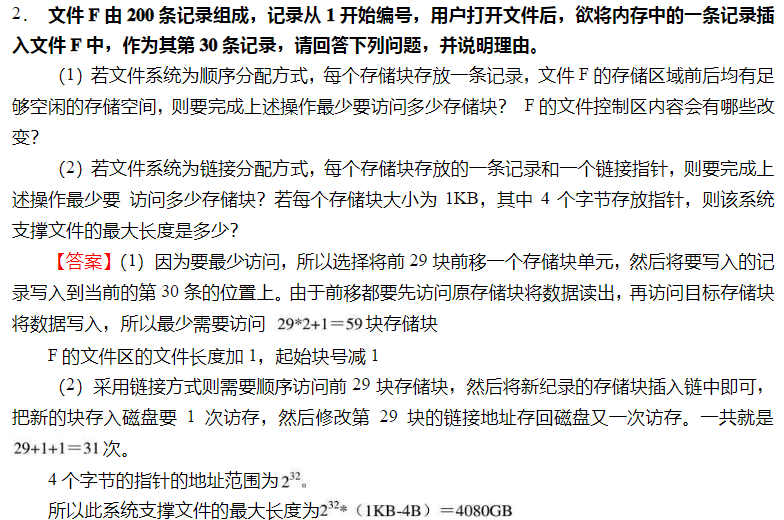 2. 文件 F 由 200 条记录组成，记录从 1 开始编号，用户打开文件后，欲将内存中的一条记录插
入文件 F 中，作为其第 30 条记录，请回答下列问题，并说明理由。
（1）若文件系统为顺序分配方式，每个存储块存放一条记录，文件 F 的存储区域前后均有足
够空闲的存储空间，则要完成上述操作最少要访问多少存储块？ F 的文件控制区内容会有哪些改
变？
（2）若文件系统为链接分配方式，每个存储块存放的一条记录和一个链接指针，则要完成上
述操作最少要 访问多少存储块？若每个存储块大小为 1KB，其中 4 个字节存放指针，则该系统
支撑文件的最大长度是多少？
【答案】（1）因为要最少访问，所以选择将前 29 块前移一个存储块单元，然后将要写入的记
录写入到当前的第 30 条的位置上。由于前移都要先访问原存储块将数据读出，再访问目标存储块
将数据写入，所以最少需要访问 29*2+1＝59 块存储块
F 的文件区的文件长度加 1，起始块号减 1
（2）采用链接方式则需要顺序访问前 29 块存储块，然后将新纪录的存储块插入链中即可，
把新的块存入磁盘要 1 次访存，然后修改第 29 块的链接地址存回磁盘又一次访存。一共就是
29+1+1＝31 次。
4 个字节的指针的地址范围为 2³²。
所以此系统支撑文件的最大长度为2³²*（1KB-4B）＝4080GB